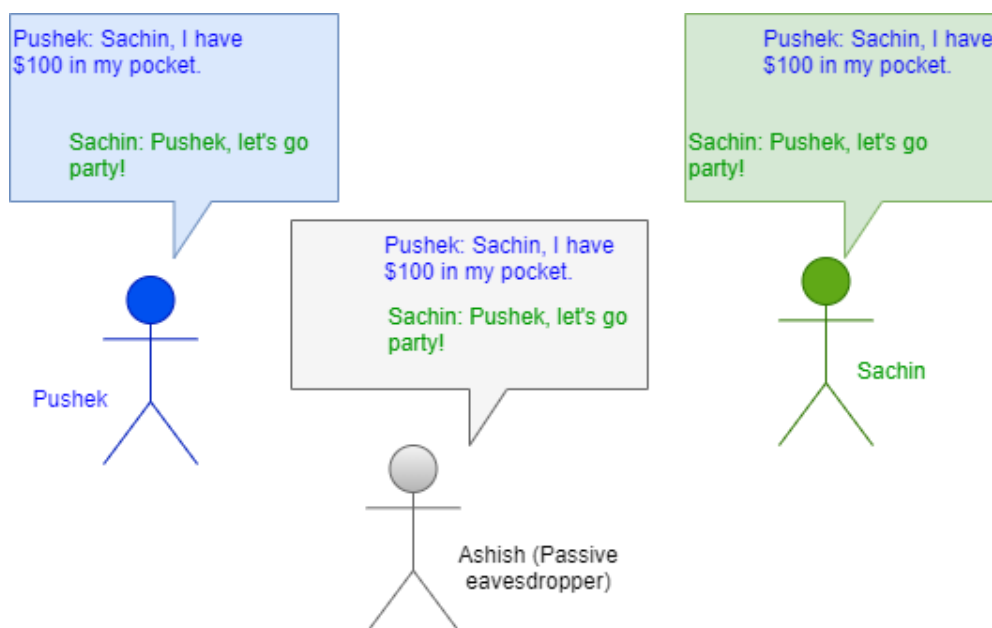 Pushek: Sachin, I have
$100 in my pocket.
Sachin: Pushek, let's go
party!
Pushek: Sachin, I have
$100 in my pocket.
Sachin: Pushek, let's go
party!
Pushek: Sachin, I have
$100 in my pocket.
Sachin: Pushek, let's go
party!
Pushek
Sachin
Ashish (Passive
eavesdropper)